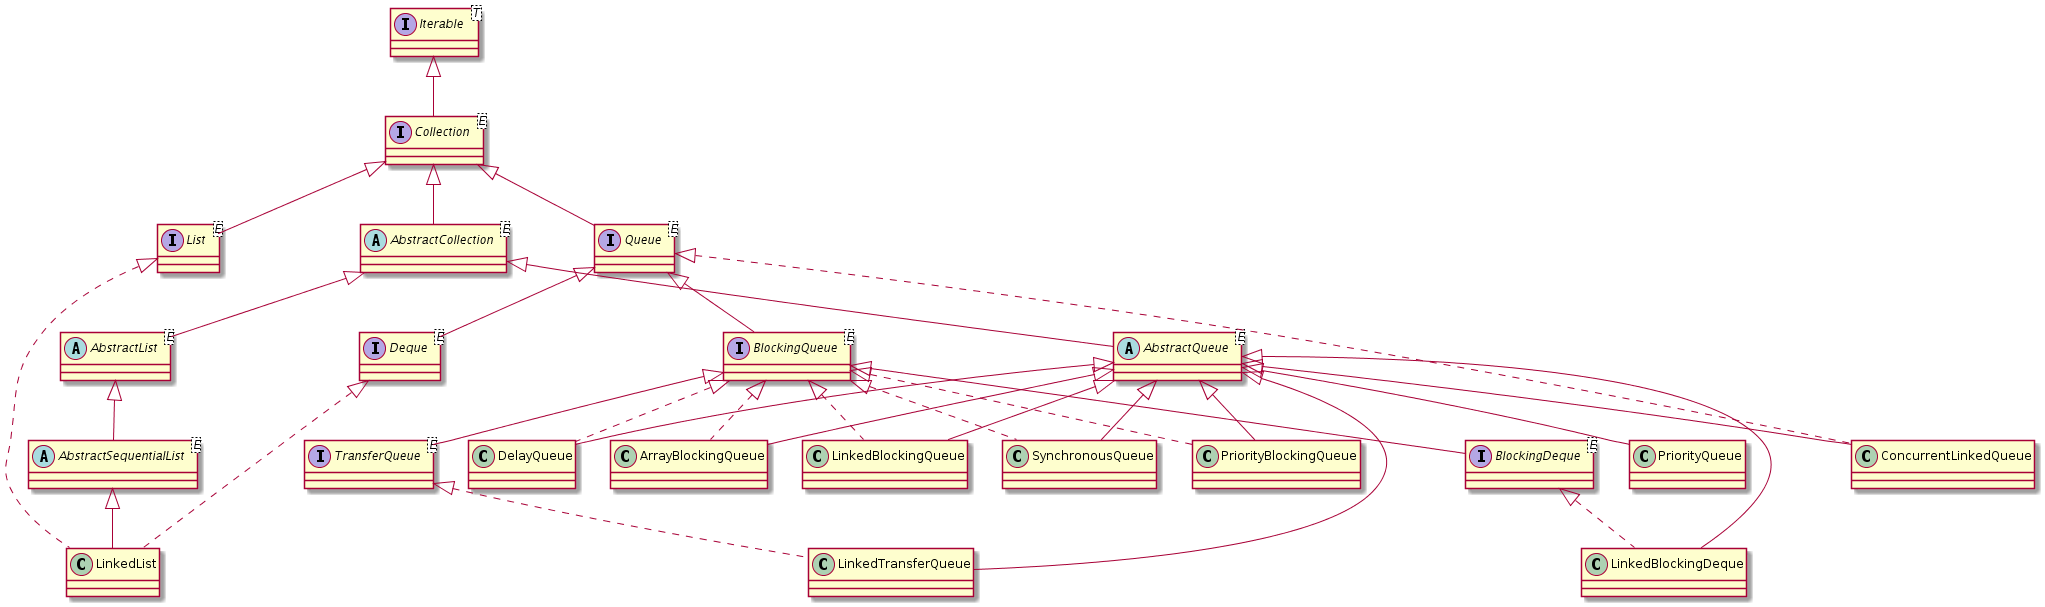 I Iterable T
I Collection E
I List E
A AbstractCollection E
I Queue E
A AbstractList E
I Deque E
I BlockingQueue E
A AbstractQueue E
A AbstractSequentialList E
I TransferQueue E
C DelayQueue
C ArrayBlockingQueue
C LinkedBlockingQueue
C SynchronousQueue
C PriorityBlockingQueue
I BlockingDeque E
C PriorityQueue
C ConcurrentLinkedQueue
C LinkedList
C LinkedTransferQueue
C LinkedBlockingDeque